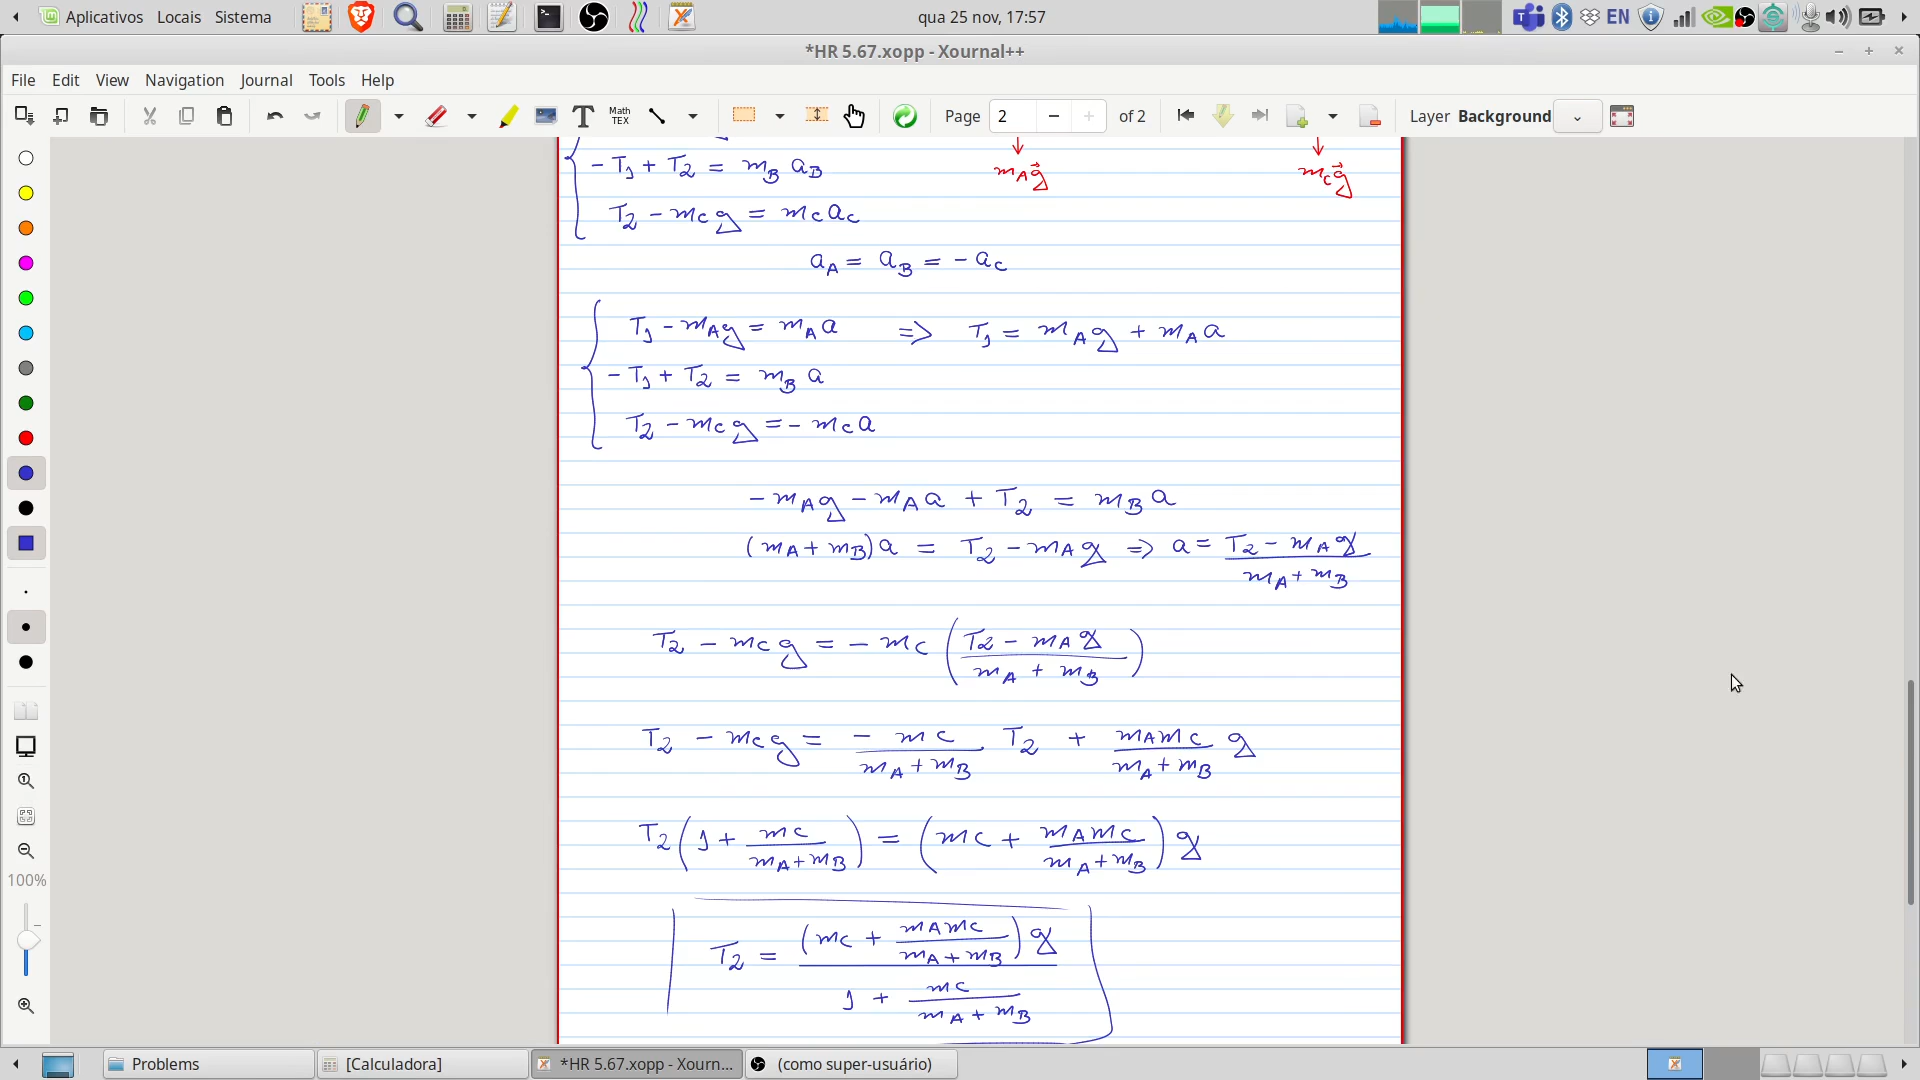 Aplicativos Locais Sistema qua 25 nov, 17:57 EN
*HR 5.67.xopp - Xournal++
File Edit View Navigation Journal Tools Help
Math TEX Page 2 of 2 Layer Background
- T1 + T2 = mB aB
mA g⃗
mC g⃗
T2 - mC g = mC aC
aA = aB = - aC
T1 - mA g = mA a => T1 = mA g + mA a
- T1 + T2 = mB a
T2 - mC g = - mC a
- mA g - mA a + T2 = mB a
(mA + mB) a = T2 - mA g => a = (T2 - mA g) / (mA + mB)
T2 - mC g = - mC ((T2 - mA g) / (mA + mB))
T2 - mC g = - mC / (mA + mB) T2 + mA mC / (mA + mB) g
T2 (1 + mC / (mA + mB)) = (mC + mA mC / (mA + mB)) g
T2 = (mC + mA mC / (mA + mB)) g / (1 + mC / (mA + mB))
100%
Problems [Calculadora] *HR 5.67.xopp - Xourn... (como super-usuário)